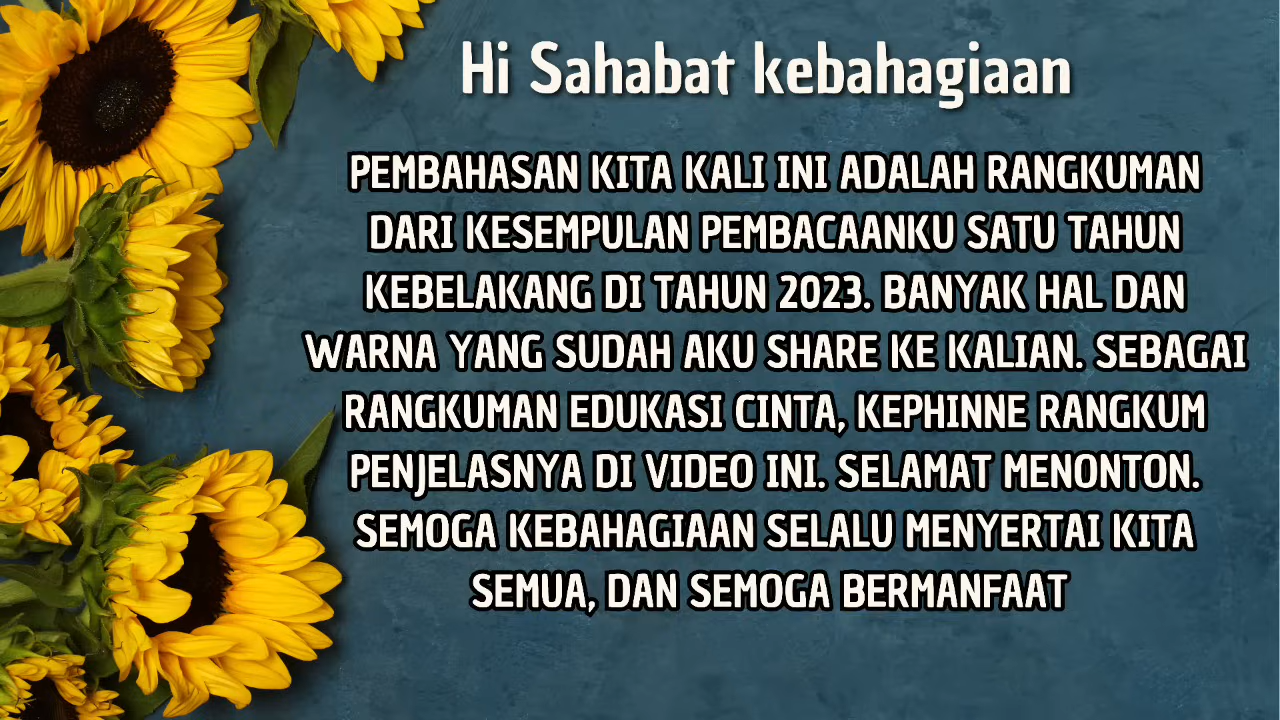 Hi Sahabat kebahagiaan
PEMBAHASAN KITA KALI INI ADALAH RANGKUMAN
DARI KESEMPULAN PEMBACAANKU SATU TAHUN
KEBELAKANG DI TAHUN 2023. BANYAK HAL DAN
WARNA YANG SUDAH AKU SHARE KE KALIAN. SEBAGAI
RANGKUMAN EDUKASI CINTA, KEPHINNE RANGKUM
PENJELASNYA DI VIDEO INI. SELAMAT MENONTON.
SEMOGA KEBAHAGIAAN SELALU MENYERTAI KITA
SEMUA, DAN SEMOGA BERMANFAAT